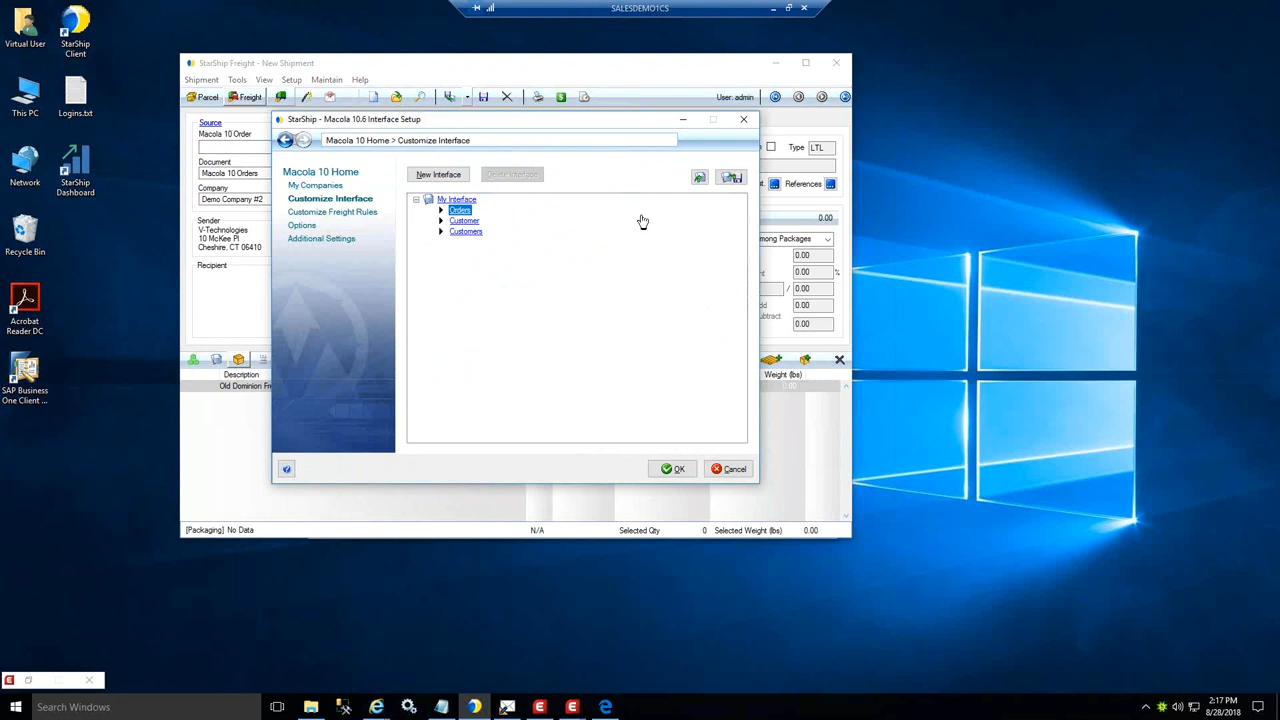 SALESDEMO1CS
Virtual User
StarShip Client
This PC
Logins.txt
Network
StarShip Dashboard
Recycle Bin
Acrobat Reader DC
SAP Business One Client ...
StarShip Freight - New Shipment
Shipment Tools View Setup Maintain Help
Parcel Freight User: admin
Source
Macola 10 Order
Document
Macola 10 Orders
Company
Demo Company #2
Sender
V-Technologies
10 McKee Pl
Cheshire, CT 06410
Recipient
Type LTL
References
0.00
among Packages
0.00
0.00 %
/ 0.00
0.00
subtract
0.00
StarShip - Macola 10.6 Interface Setup
Macola 10 Home > Customize Interface
Macola 10 Home
My Companies
Customize Interface
Customize Freight Rules
Options
Additional Settings
New Interface
My Interface
Orders
Customer
Customers
OK Cancel
Description Weight (lbs)
Old Dominion Fre 0.00
[Packaging] No Data N/A Selected Qty 0 Selected Weight (lbs) 0.00
Search Windows
2:17 PM
8/28/2018